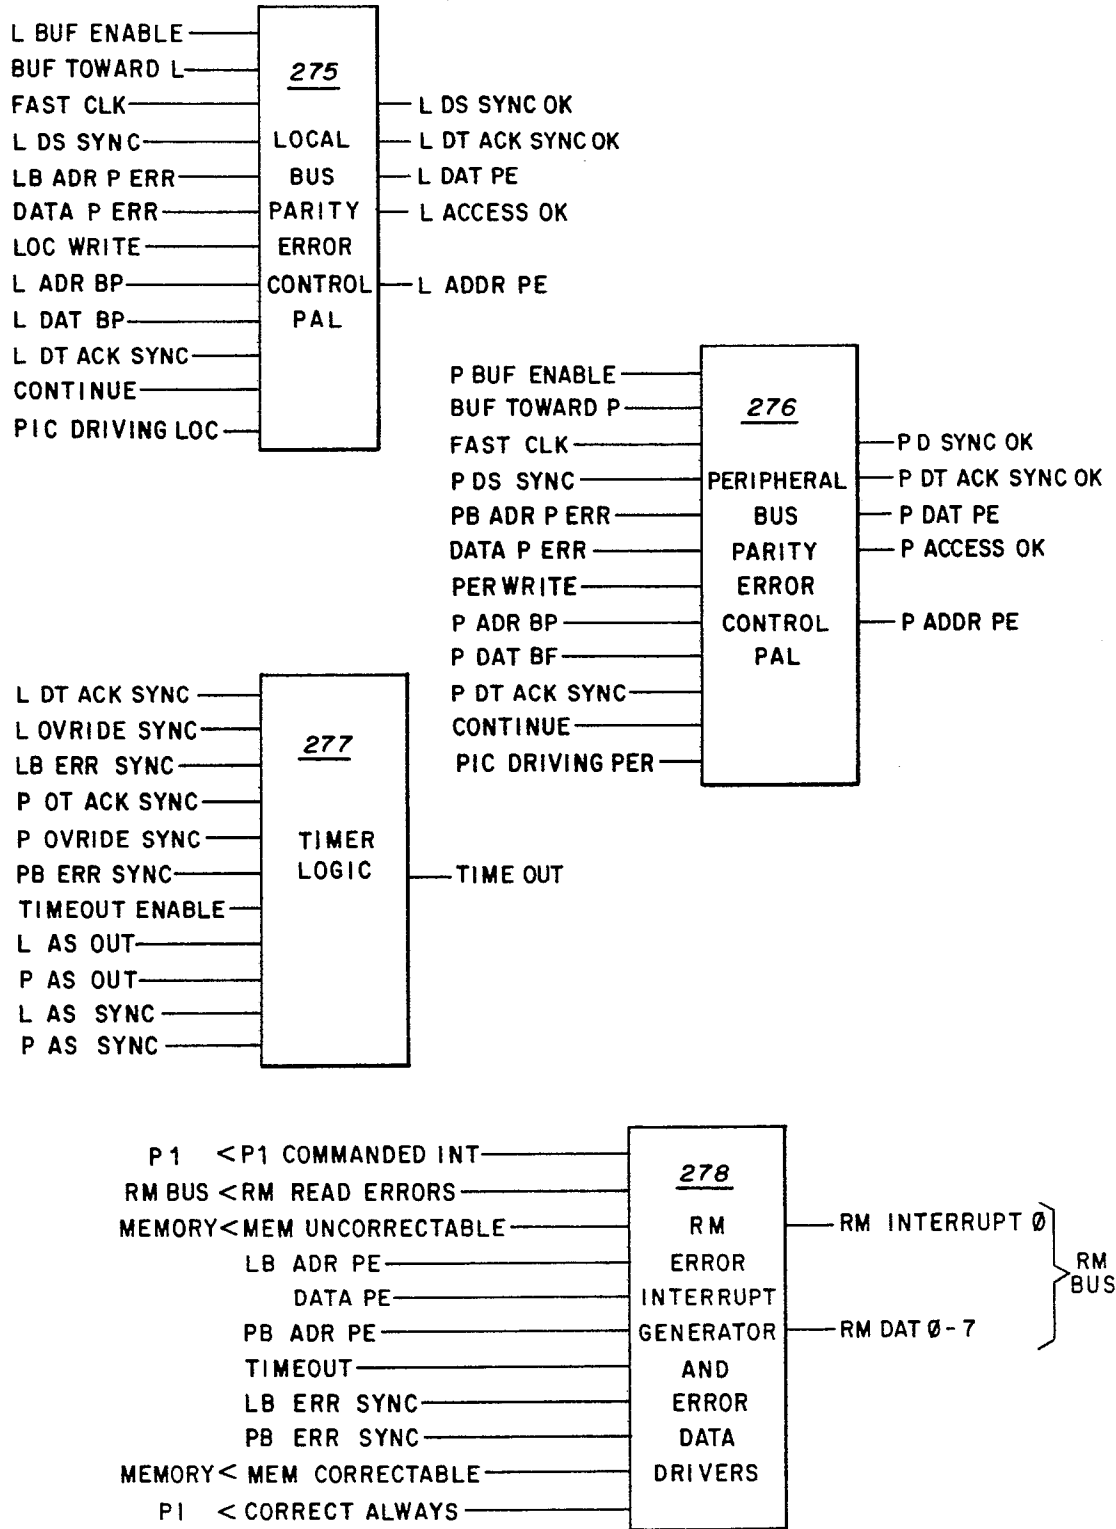 L BUF ENABLE
BUF TOWARD L
FAST CLK
L DS SYNC
LB ADR P ERR
DATA P ERR
LOC WRITE
L ADR BP
L DAT BP
L DT ACK SYNC
CONTINUE
PIC DRIVING LOC
275
LOCAL
BUS
PARITY
ERROR
CONTROL
PAL
L DS SYNC OK
L DT ACK SYNC OK
L DAT PE
L ACCESS OK
L ADDR PE
P BUF ENABLE
BUF TOWARD P
FAST CLK
P DS SYNC
PB ADR P ERR
DATA P ERR
PER WRITE
P ADR BP
P DAT BF
P DT ACK SYNC
CONTINUE
PIC DRIVING PER
276
PERIPHERAL
BUS
PARITY
ERROR
CONTROL
PAL
P D SYNC OK
P DT ACK SYNC OK
P DAT PE
P ACCESS OK
P ADDR PE
L DT ACK SYNC
L OVRIDE SYNC
LB ERR SYNC
P OT ACK SYNC
P OVRIDE SYNC
PB ERR SYNC
TIMEOUT ENABLE
L AS OUT
P AS OUT
L AS SYNC
P AS SYNC
277
TIMER
LOGIC
TIME OUT
P1 <P1 COMMANDED INT
RM BUS <RM READ ERRORS
MEMORY <MEM UNCORRECTABLE
LB ADR PE
DATA PE
PB ADR PE
TIMEOUT
LB ERR SYNC
PB ERR SYNC
MEMORY < MEM CORRECTABLE
PI < CORRECT ALWAYS
278
RM
ERROR
INTERRUPT
GENERATOR
AND
ERROR
DATA
DRIVERS
RM INTERRUPT Ø
RM DAT Ø-7
RM
BUS